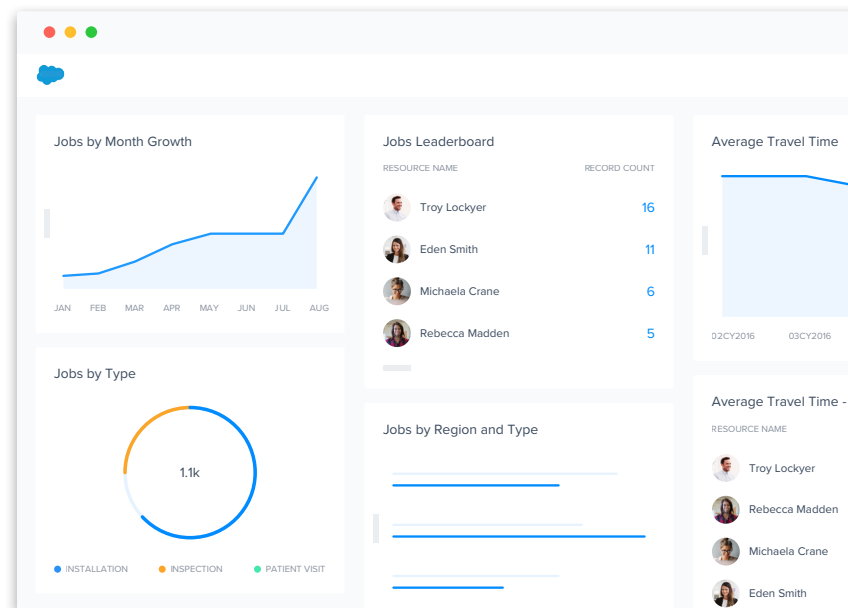 Jobs by Month Growth
JAN FEB MAR APR MAY JUN JUL AUG
Jobs by Type
1.1k
INSTALLATION INSPECTION PATIENT VISIT
Jobs Leaderboard
RESOURCE NAME RECORD COUNT
Troy Lockyer 16
Eden Smith 11
Michaela Crane 6
Rebecca Madden 5
Jobs by Region and Type
Average Travel Time
02CY2016 03CY2016
Average Travel Time -
RESOURCE NAME
Troy Lockyer
Rebecca Madden
Michaela Crane
Eden Smith